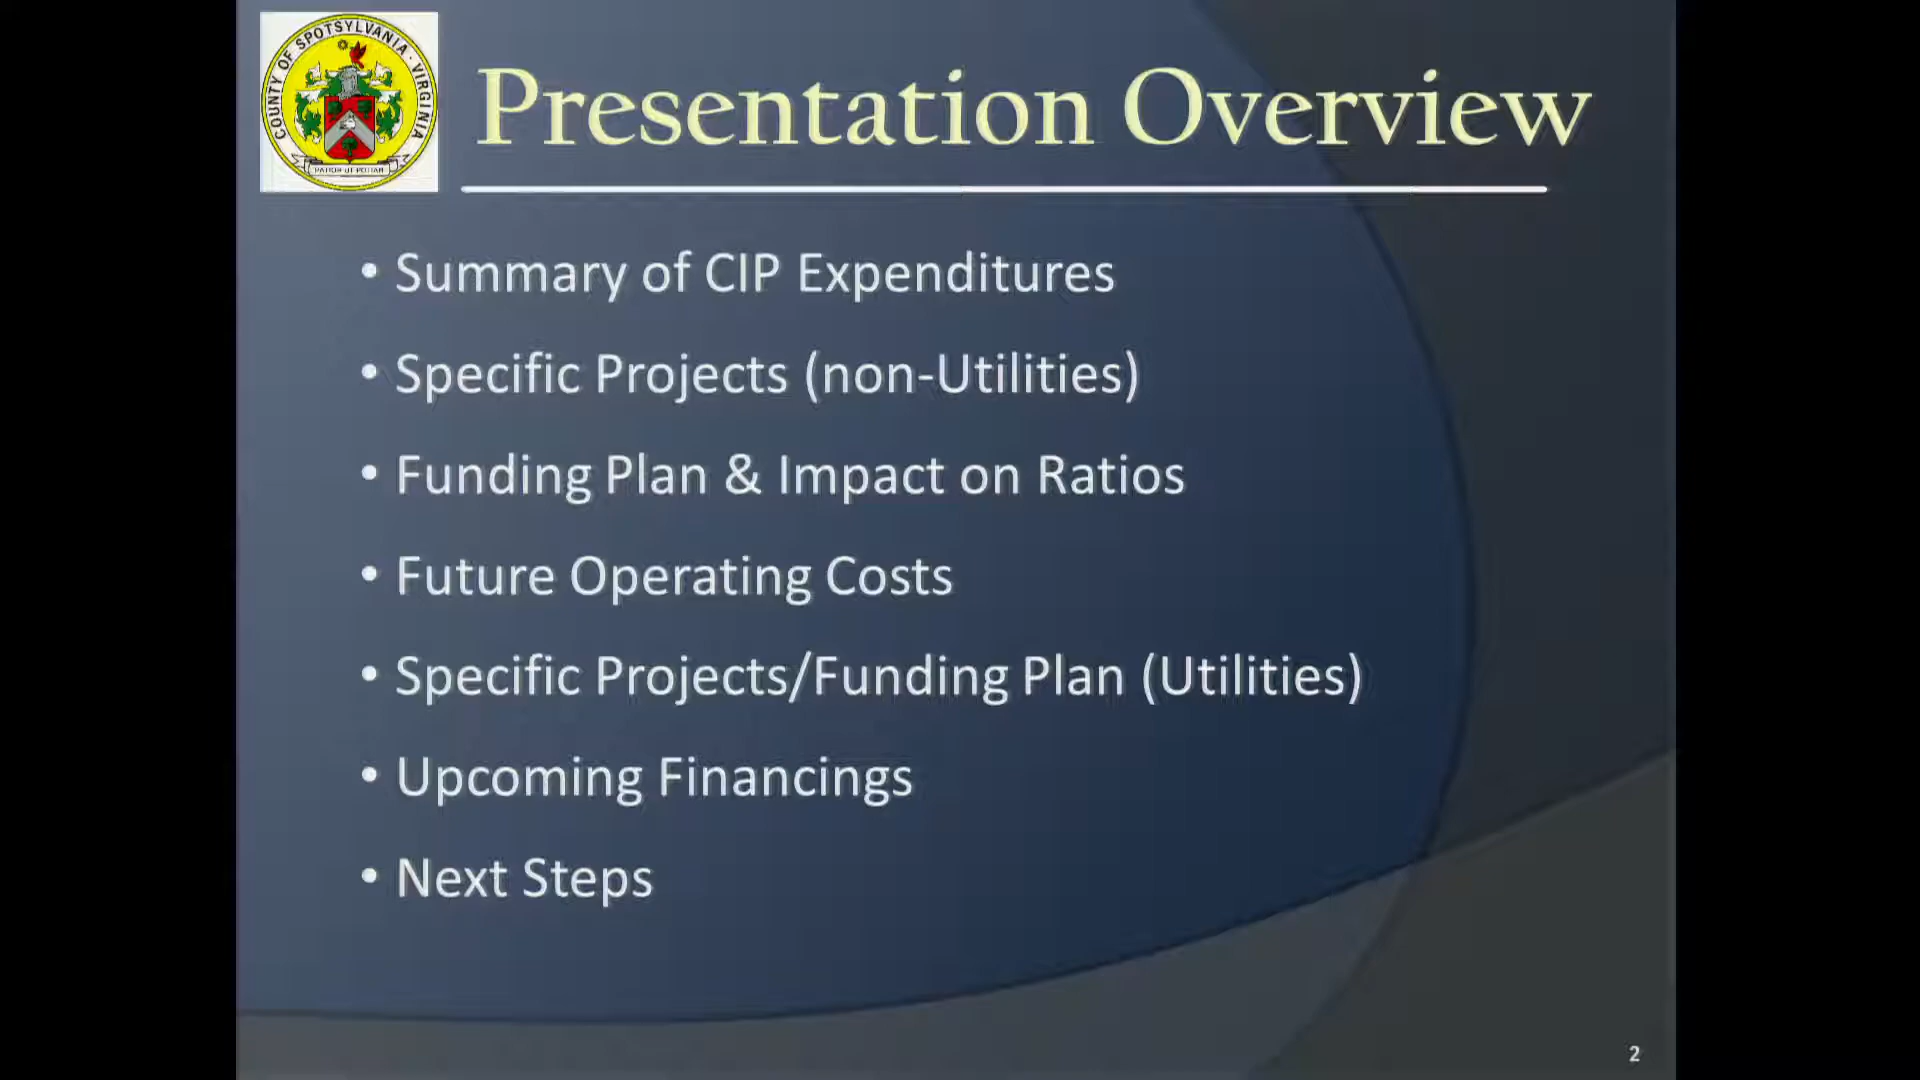 COUNTY OF SPOTSYLVANIA · VIRGINIA
Presentation Overview
• Summary of CIP Expenditures
• Specific Projects (non-Utilities)
• Funding Plan & Impact on Ratios
• Future Operating Costs
• Specific Projects/Funding Plan (Utilities)
• Upcoming Financings
• Next Steps
2